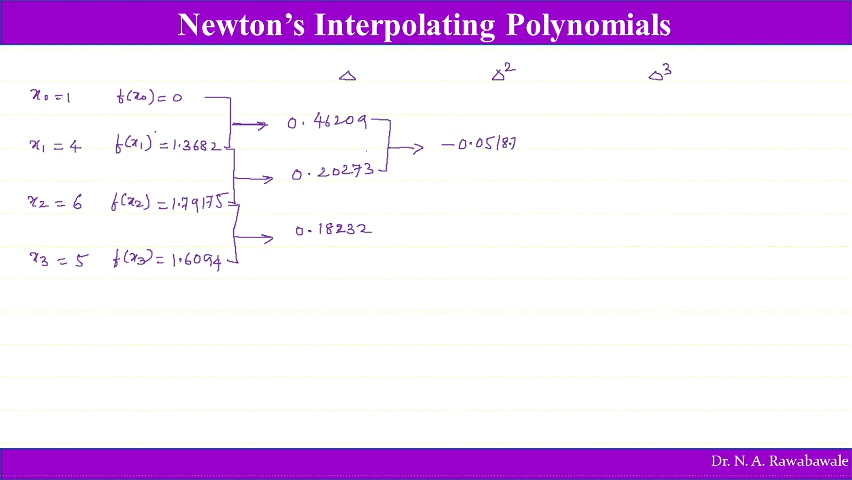 Newton's Interpolating Polynomials
Δ Δ² Δ³
x₀ = 1 f(x₀) = 0
0.46209
x₁ = 4 f(x₁) = 1.3682 -0.05187
0.20273
x₂ = 6 f(x₂) = 1.79175
0.18232
x₃ = 5 f(x₃) = 1.6094
Dr. N. A. Rawabawale